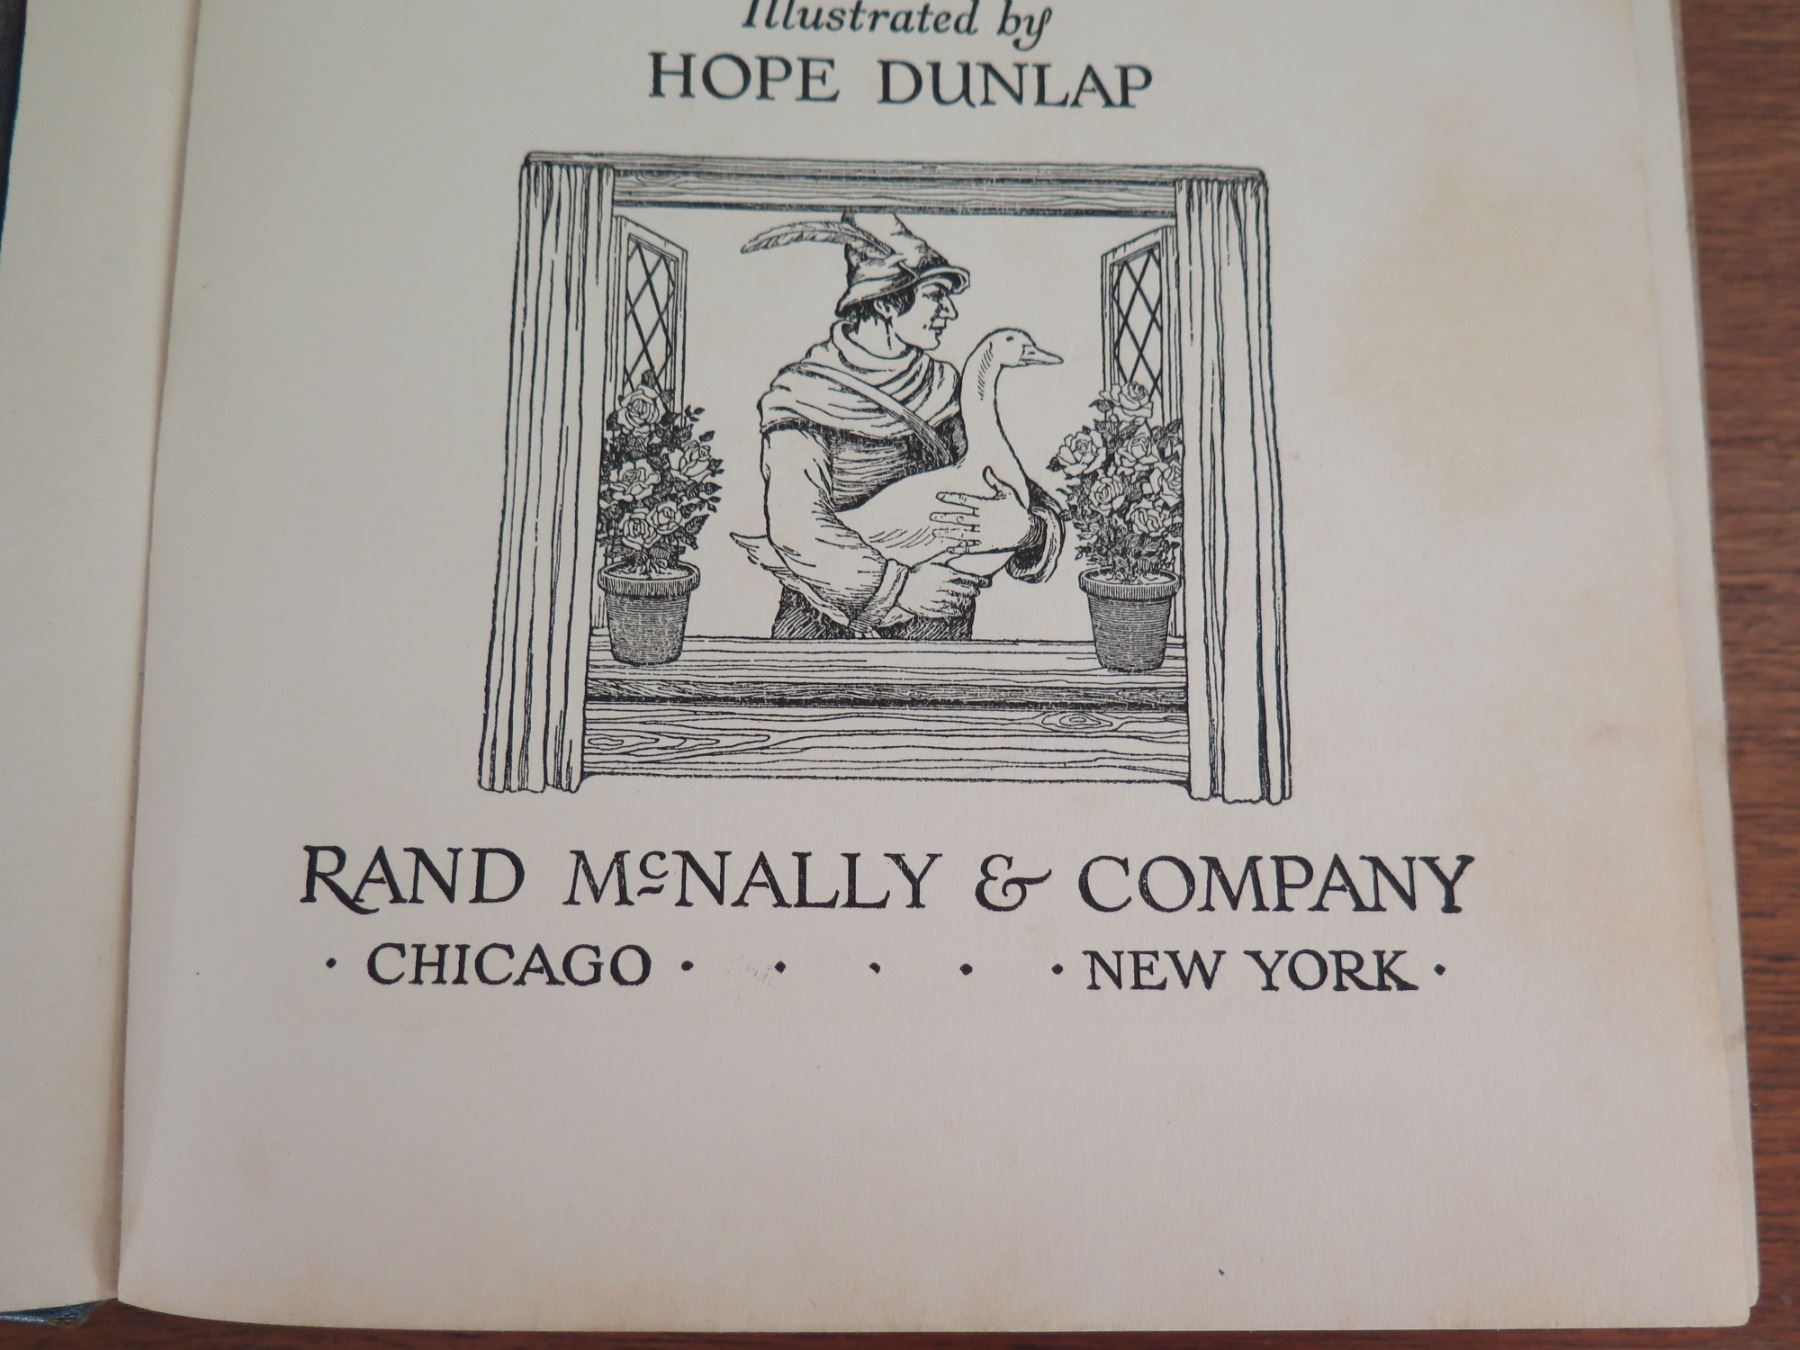 Illustrated by
HOPE DUNLAP
RAND McNALLY & COMPANY
· CHICAGO · · · · · NEW YORK ·